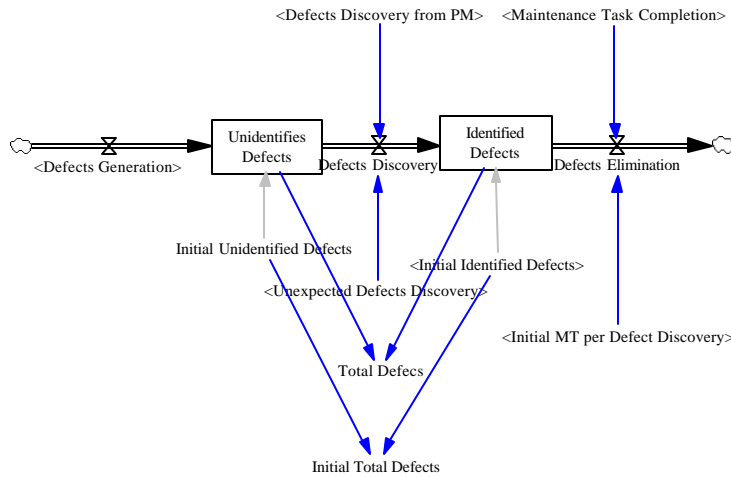 <Defects Discovery from PM>
<Maintenance Task Completion>
Unidentifies
Defects
Identified
Defects
<Defects Generation>
Defects Discovery
Defects Elimination
Initial Unidentified Defects
<Initial Identified Defects>
<Unexpected Defects Discovery>
<Initial MT per Defect Discovery>
Total Defecs
Initial Total Defects